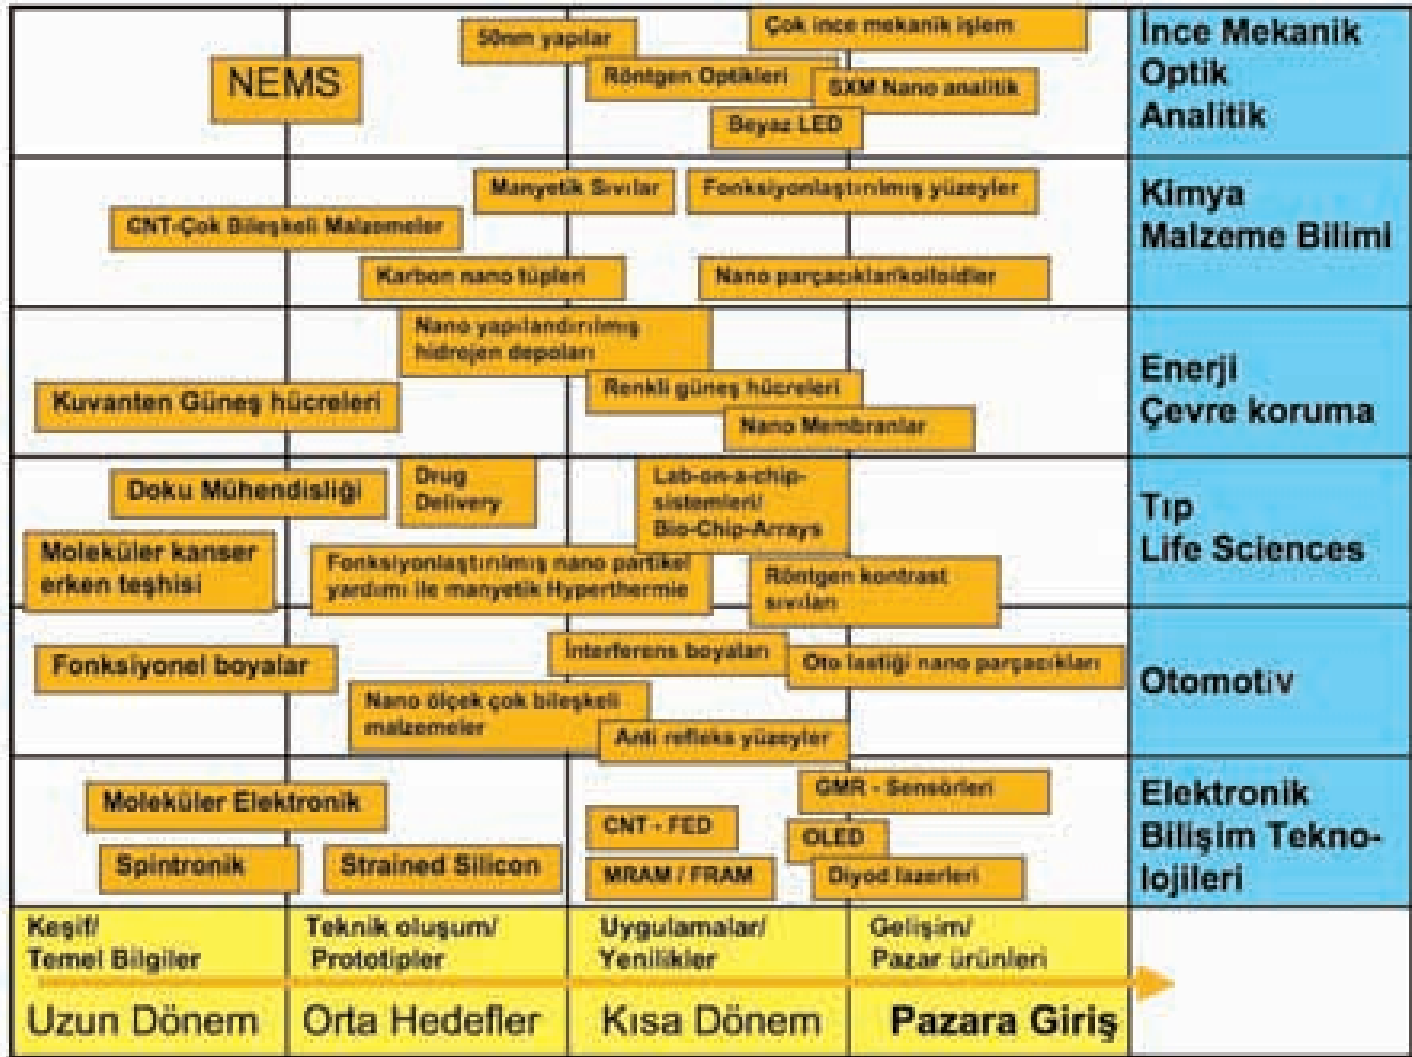 50nm yapılar
Çok ince mekanik işlem
NEMS
Röntgen Optikleri
SXM Nano analitik
Beyaz LED
İnce Mekanik
Optik
Analitik
Manyetik Sıvılar
Fonksiyonlaştırılmış yüzeyler
CNT-Çok Bileşkeli Malzemeler
Karbon nano tüpleri
Nano parçacıklar/kolloidler
Kimya
Malzeme Bilimi
Nano yapılandırılmış
hidrojen depoları
Kuvanten Güneş hücreleri
Renkli güneş hücreleri
Nano Membranlar
Enerji
Çevre koruma
Doku Mühendisliği
Drug
Delivery
Lab-on-a-chip-
sistemleri/
Bio-Chip-Arrays
Moleküler kanser
erken teşhisi
Fonksiyonlaştırılmış nano partikel
yardımı ile manyetik Hyperthermie
Röntgen kontrast
sıvıları
Tıp
Life Sciences
Fonksiyonel boyalar
İnterferens boyaları
Oto lastiği nano parçacıkları
Nano ölçek çok bileşkeli
malzemeler
Anti refleks yüzeyler
Otomotiv
Moleküler Elektronik
GMR - Sensörleri
CNT - FED
OLED
Spintronik
Strained Silicon
MRAM / FRAM
Diyod lazerleri
Elektronik
Bilişim Tekno-
lojileri
Keşif/
Temel Bilgiler
Teknik oluşum/
Prototipler
Uygulamalar/
Yenilikler
Gelişim/
Pazar ürünleri
Uzun Dönem
Orta Hedefler
Kısa Dönem
Pazara Giriş